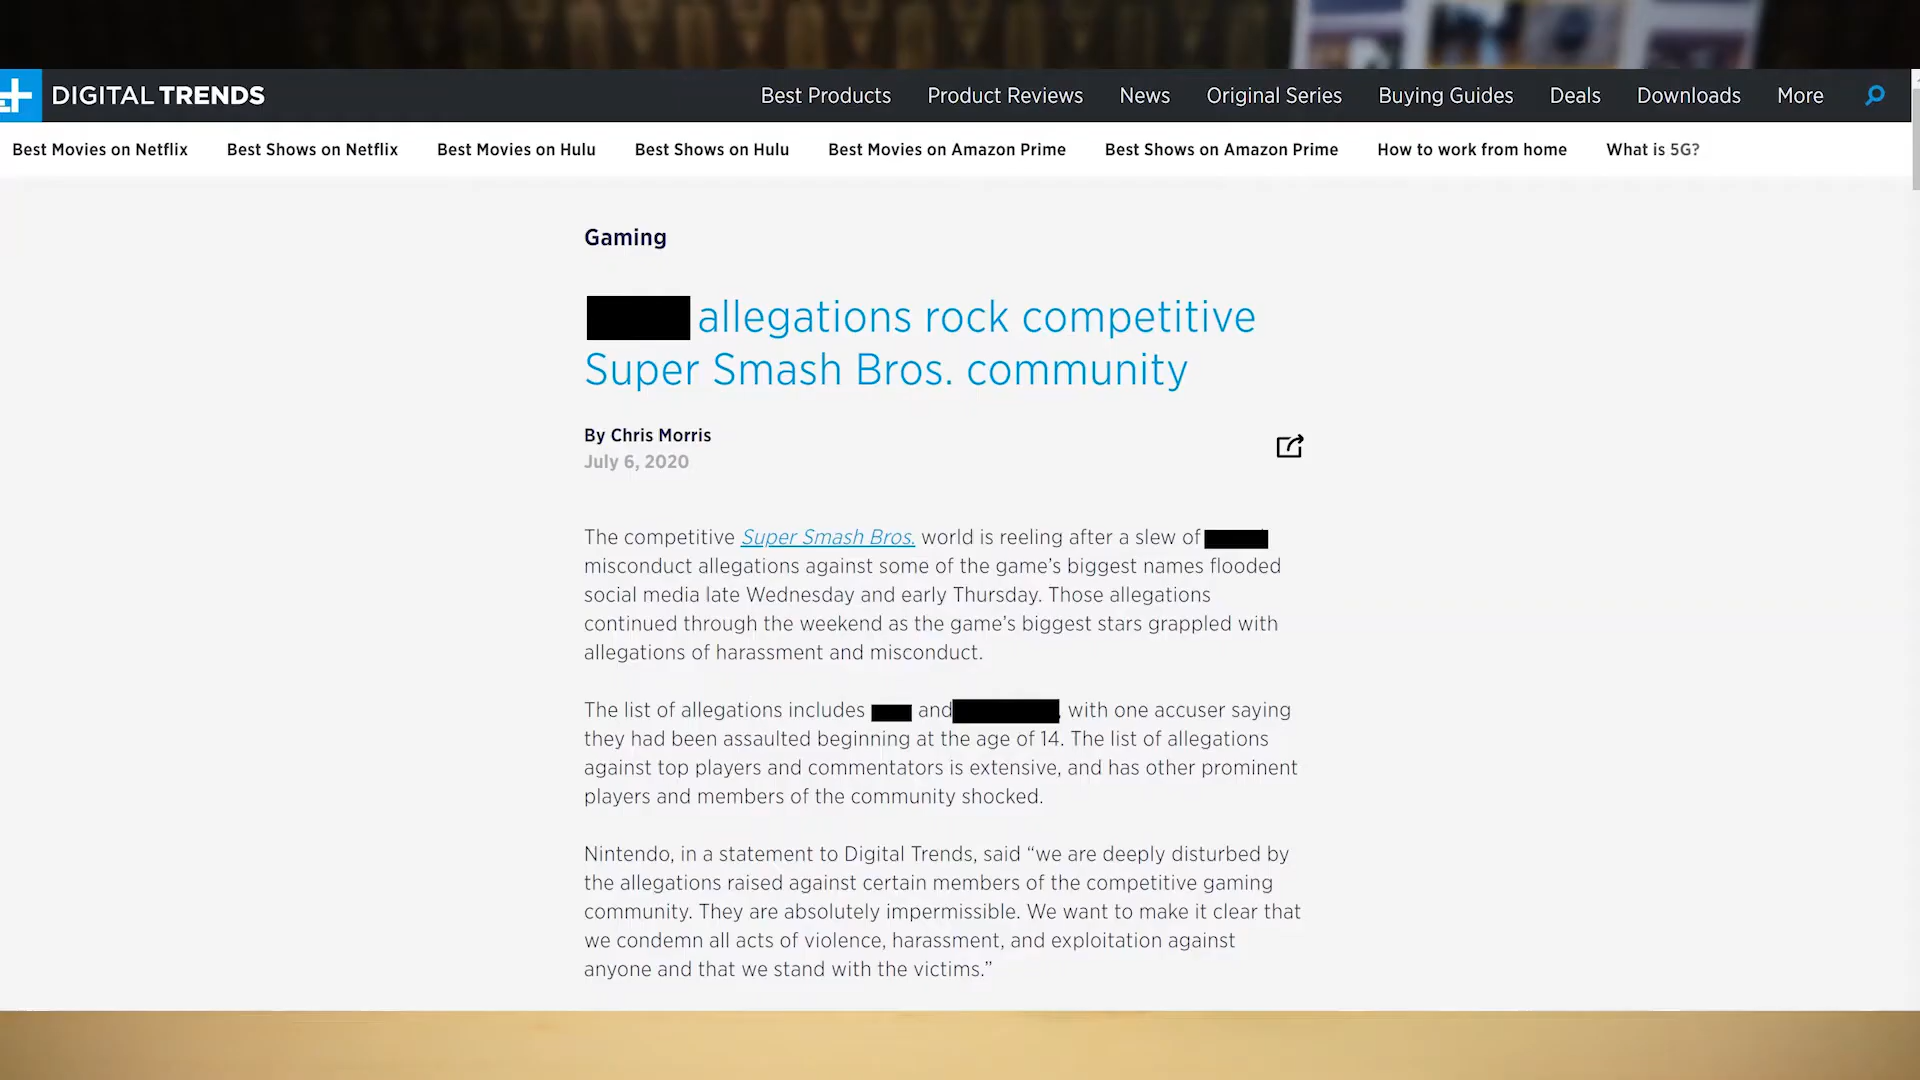 DIGITAL TRENDS
Best Products Product Reviews News Original Series Buying Guides Deals Downloads More
Best Movies on Netflix Best Shows on Netflix Best Movies on Hulu Best Shows on Hulu Best Movies on Amazon Prime Best Shows on Amazon Prime How to work from home What is 5G?
Gaming
allegations rock competitive
Super Smash Bros. community
By Chris Morris
July 6, 2020
The competitive Super Smash Bros. world is reeling after a slew of
misconduct allegations against some of the game’s biggest names flooded
social media late Wednesday and early Thursday. Those allegations
continued through the weekend as the game’s biggest stars grappled with
allegations of harassment and misconduct.
The list of allegations includes and , with one accuser saying
they had been assaulted beginning at the age of 14. The list of allegations
against top players and commentators is extensive, and has other prominent
players and members of the community shocked.
Nintendo, in a statement to Digital Trends, said “we are deeply disturbed by
the allegations raised against certain members of the competitive gaming
community. They are absolutely impermissible. We want to make it clear that
we condemn all acts of violence, harassment, and exploitation against
anyone and that we stand with the victims.”